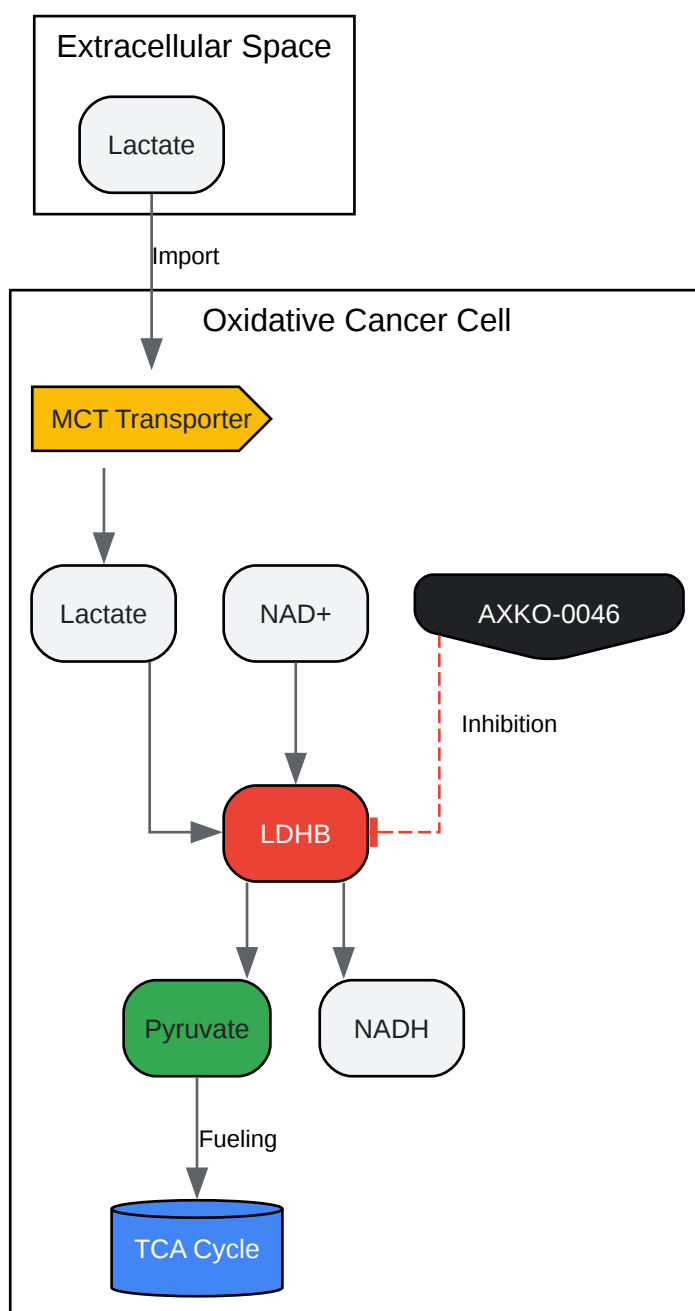 Extracellular Space
Lactate
Import
Oxidative Cancer Cell
MCT Transporter
Lactate
NAD+
AXKO-0046
Inhibition
LDHB
Pyruvate
NADH
Fueling
TCA Cycle